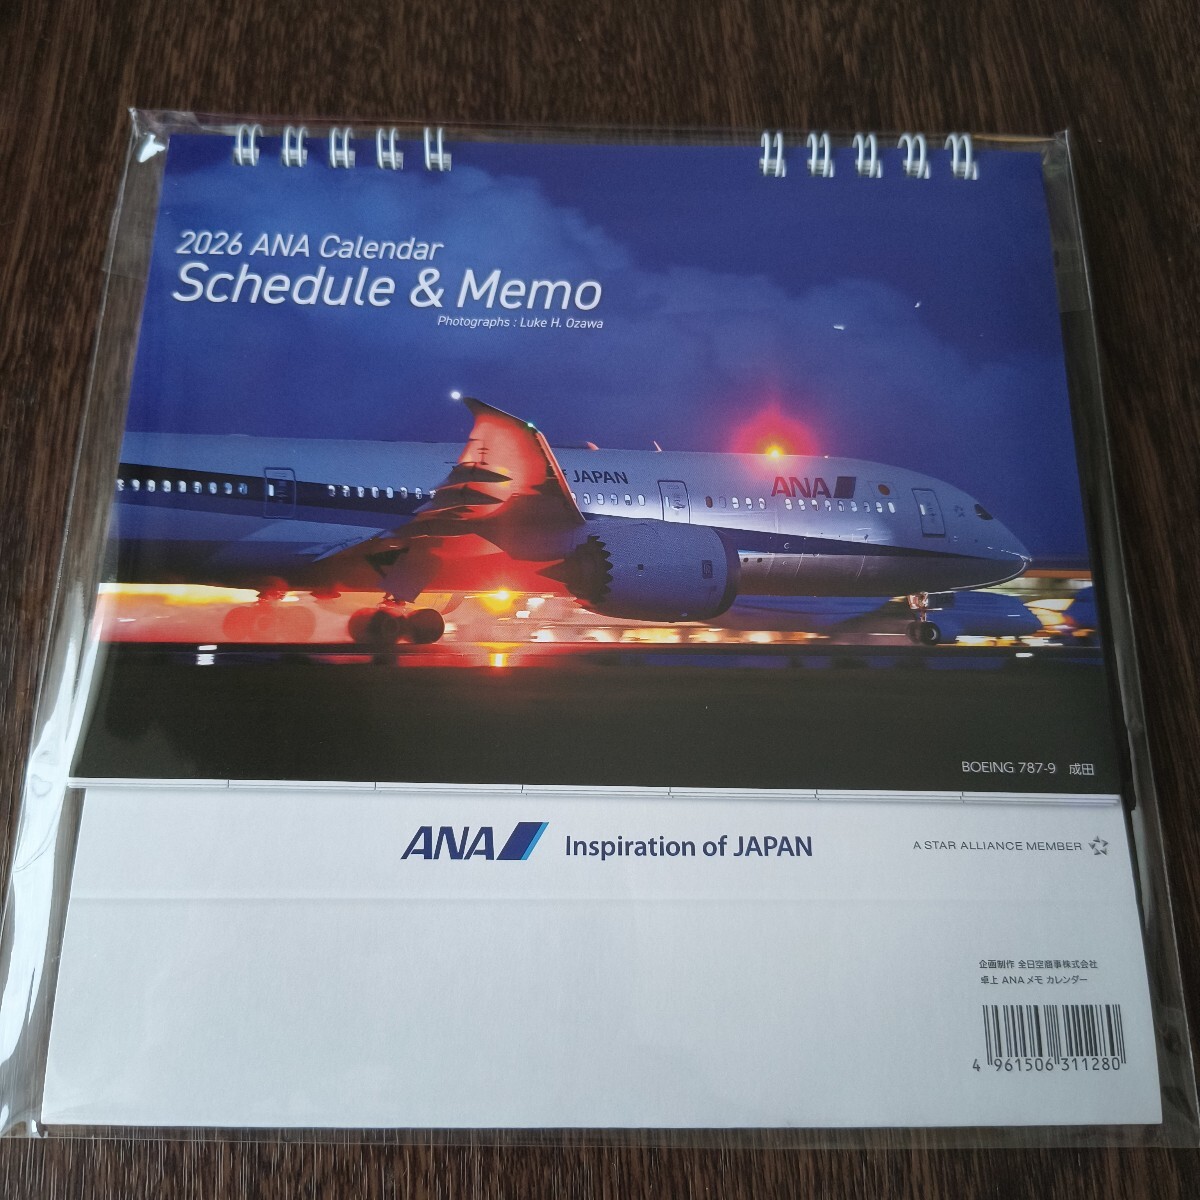 2026 ANA Calendar
Schedule & Memo
Photographs : Luke H. Ozawa
of JAPAN
ANA
BOEING 787-9 成田
ANA Inspiration of JAPAN
A STAR ALLIANCE MEMBER
企画制作 全日空商事株式会社
卓上 ANAメモ カレンダー
4 961506 311280